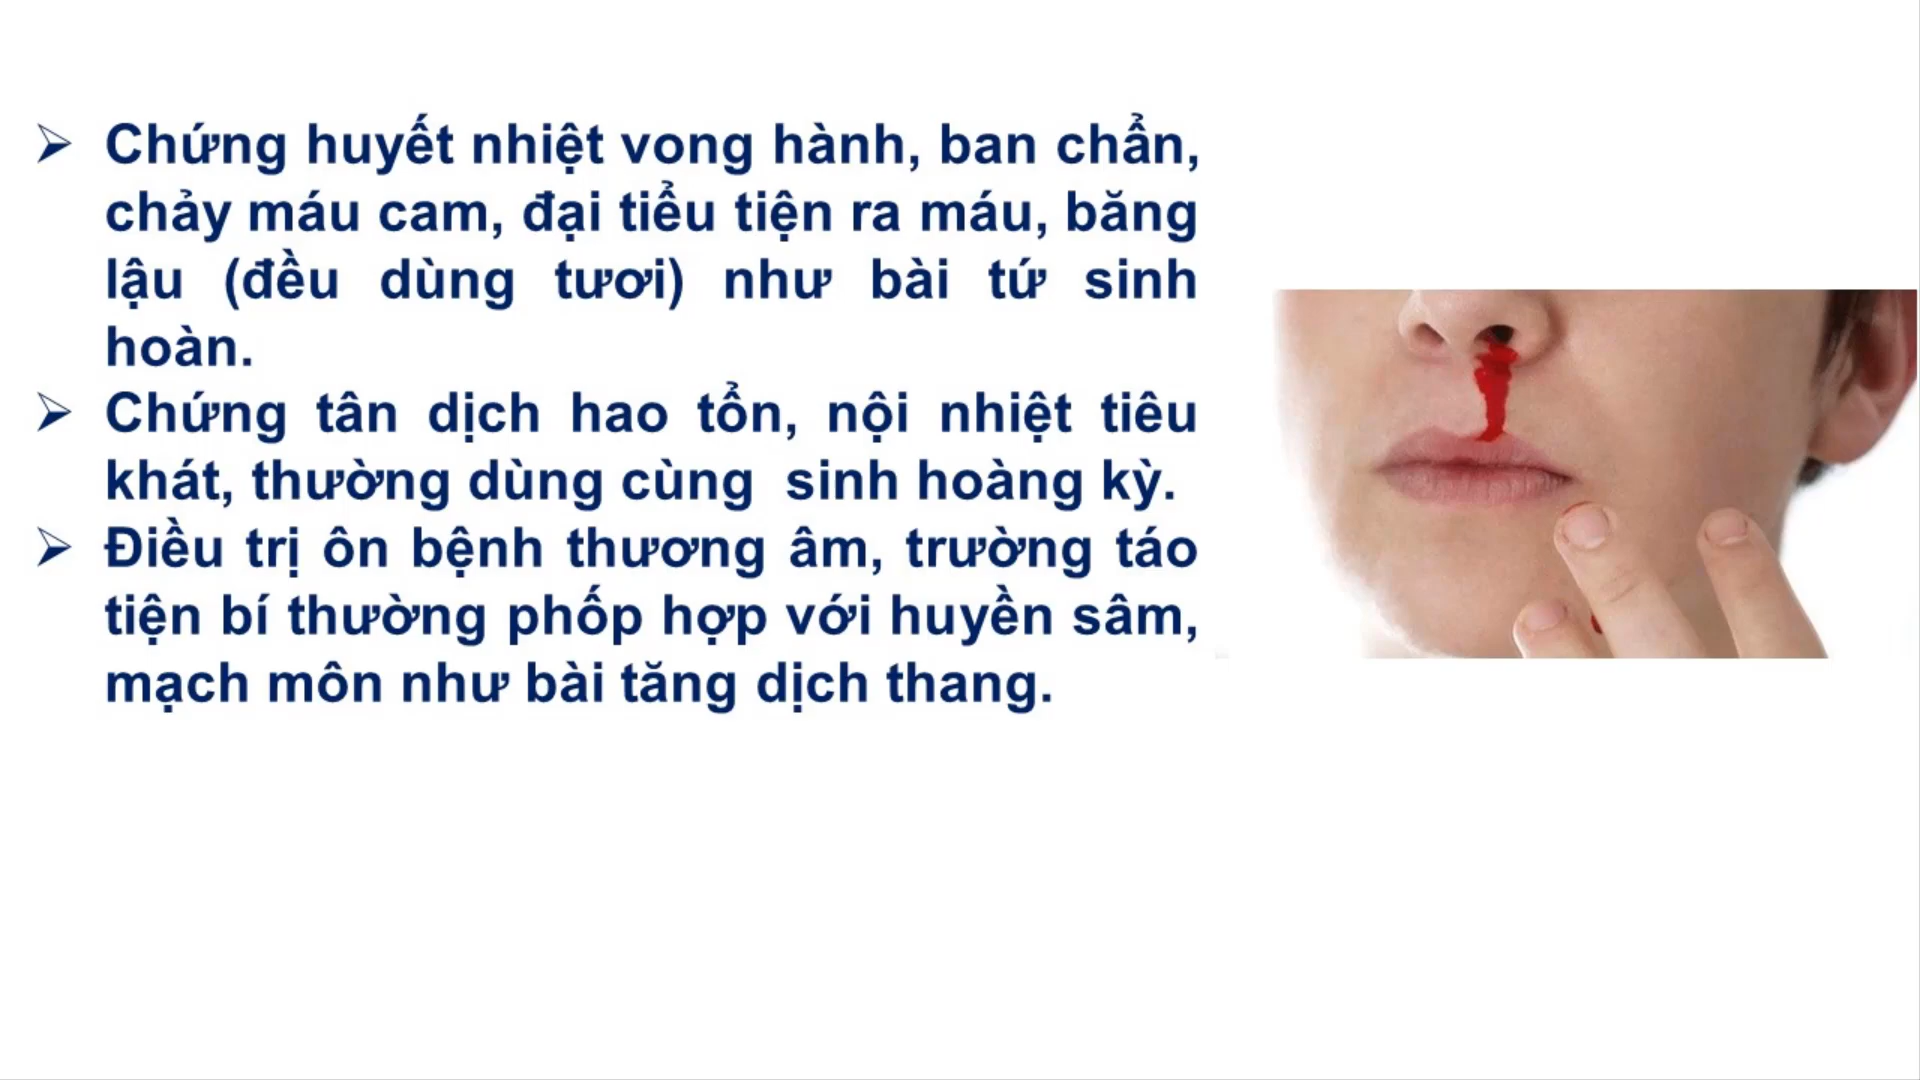 ➢ Chứng huyết nhiệt vong hành, ban chẩn,
chảy máu cam, đại tiểu tiện ra máu, băng
lậu (đều dùng tươi) như bài tứ sinh
hoàn.
➢ Chứng tân dịch hao tổn, nội nhiệt tiêu
khát, thường dùng cùng  sinh hoàng kỳ.
➢ Điều trị ôn bệnh thương âm, trường táo
tiện bí thường phốp hợp với huyền sâm,
mạch môn như bài tăng dịch thang.